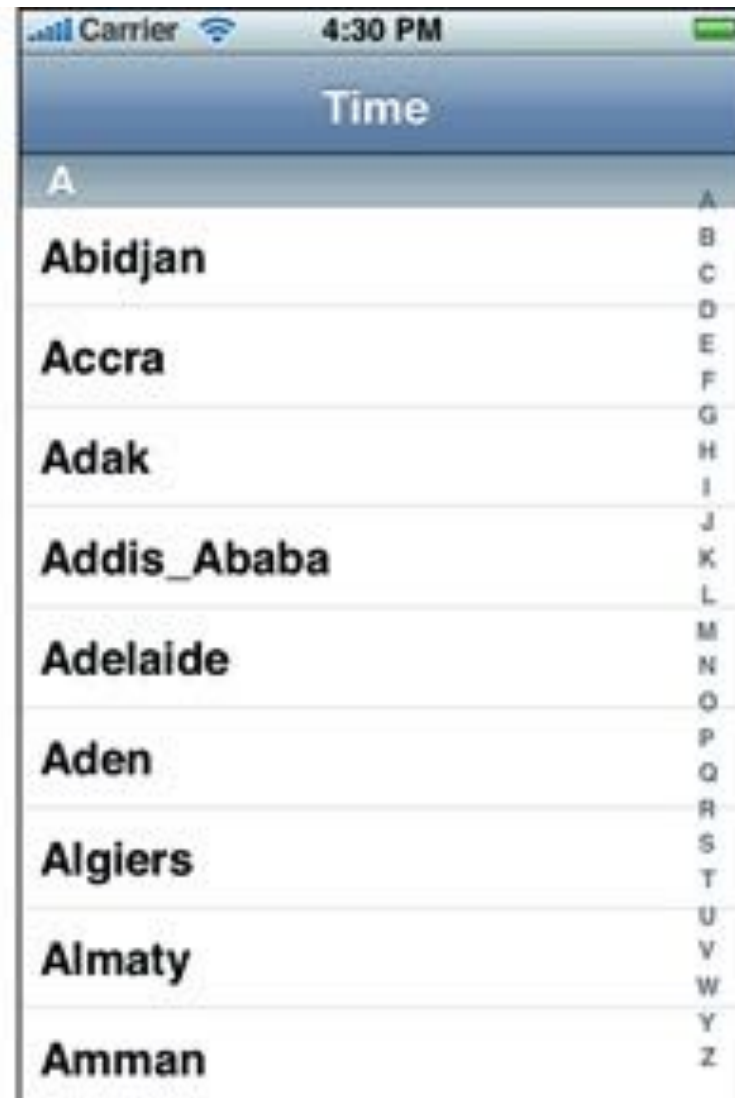 Carrier 4:30 PM
Time
A
Abidjan
Accra
Adak
Addis_Ababa
Adelaide
Aden
Algiers
Almaty
Amman
A
B
C
D
E
F
G
H
I
J
K
L
M
N
O
P
Q
R
S
T
U
V
W
Y
Z